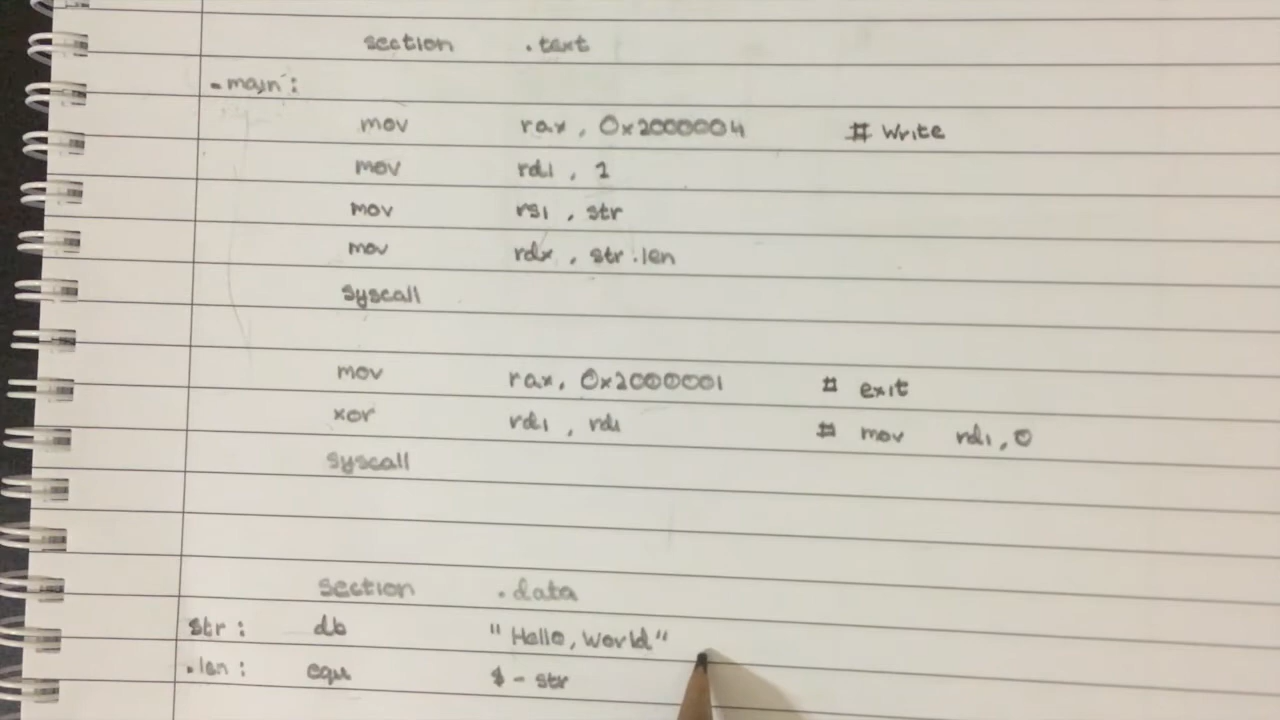 section .text
_main:
mov rax, 0x2000004 # write
mov rdi, 1
mov rsi, str
mov rdx, str.len
syscall
mov rax, 0x2000001 # exit
xor rdi, rdi # mov rdi, 0
syscall
section .data
str: db "Hello, World"
.len: equ $ - str